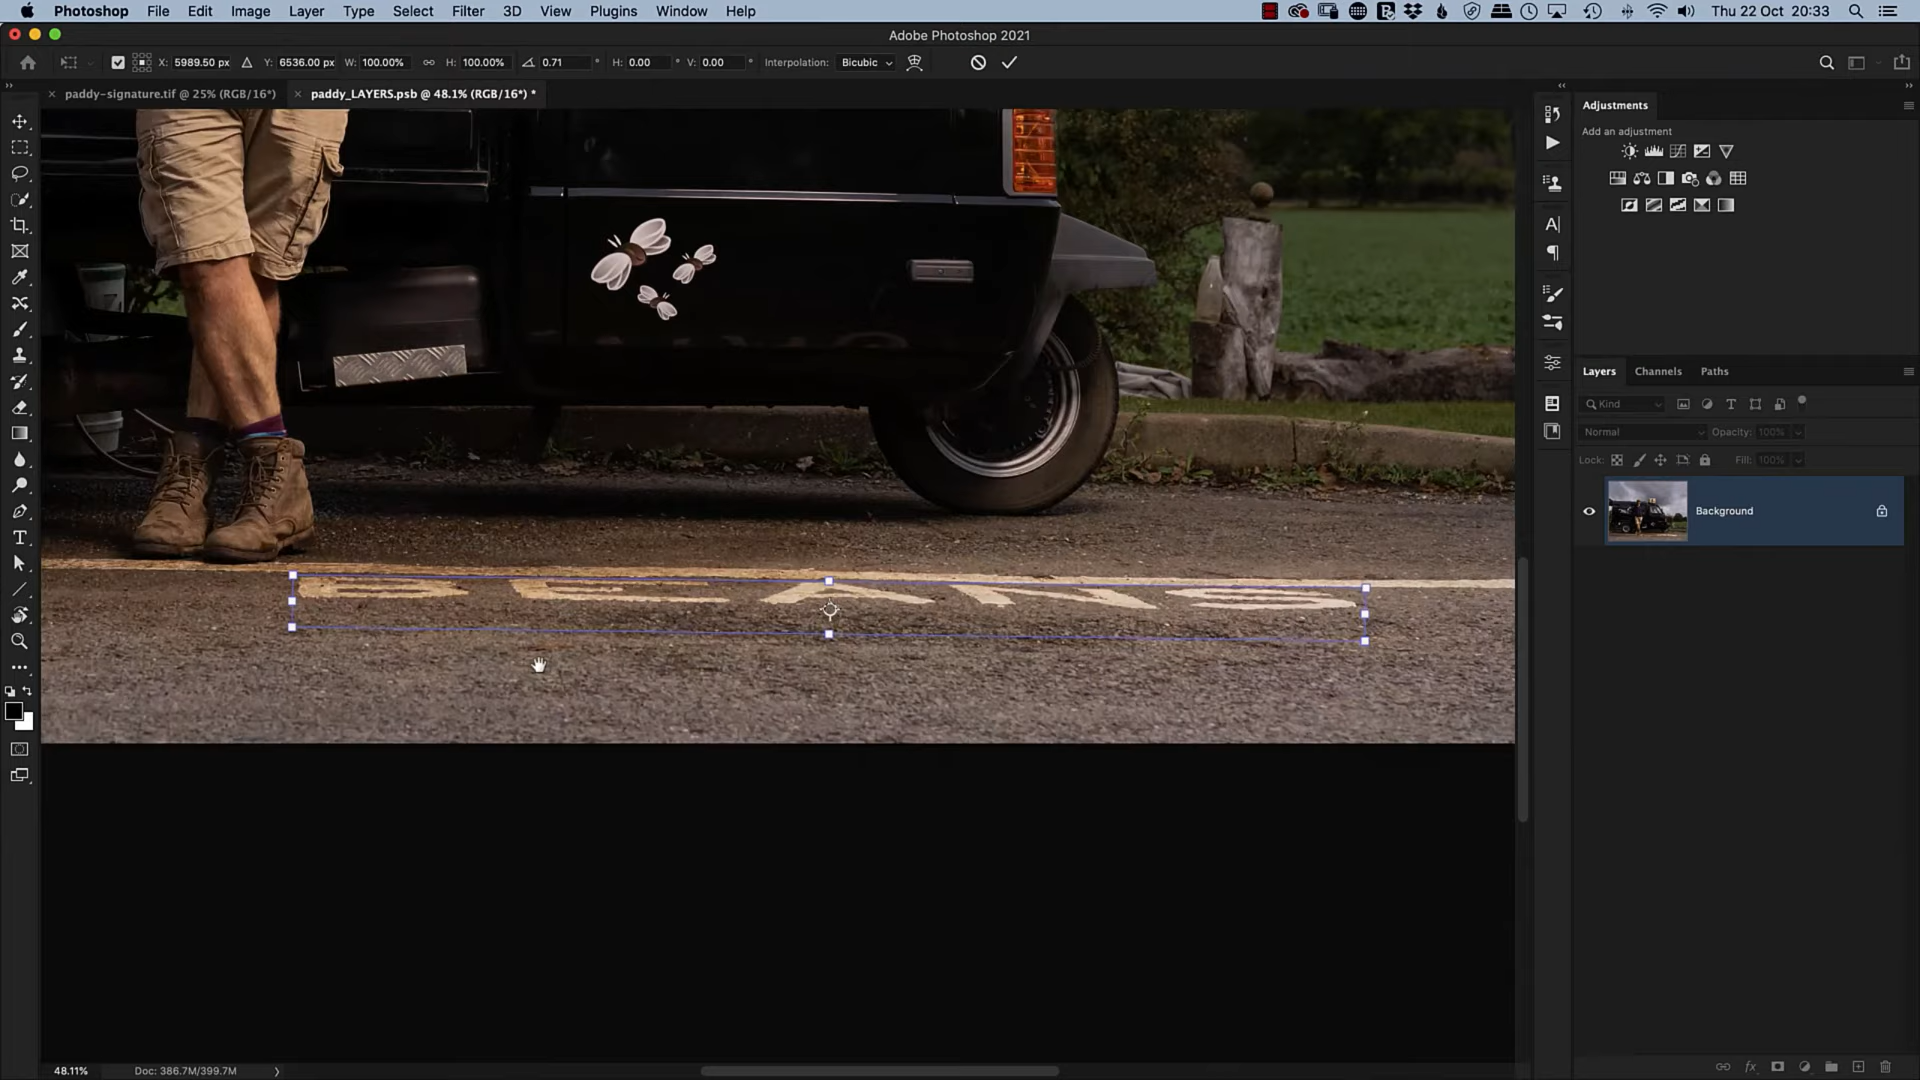 Photoshop File Edit Image Layer Type Select Filter 3D View Plugins Window Help Thu 22 Oct 20:33
Adobe Photoshop 2021
X: 5989.50 px Y: 6536.00 px W: 100.00% H: 100.00% 0.71 ° H: 0.00 ° V: 0.00 ° Interpolation: Bicubic
paddy-signature.tif @ 25% (RGB/16*) paddy_LAYERS.psb @ 48.1% (RGB/16*) *
Adjustments
Add an adjustment
Layers Channels Paths
Kind
Normal Opacity: 100%
Lock: Fill: 100%
Background
BEANS
48.11% Doc: 386.7M/399.7M